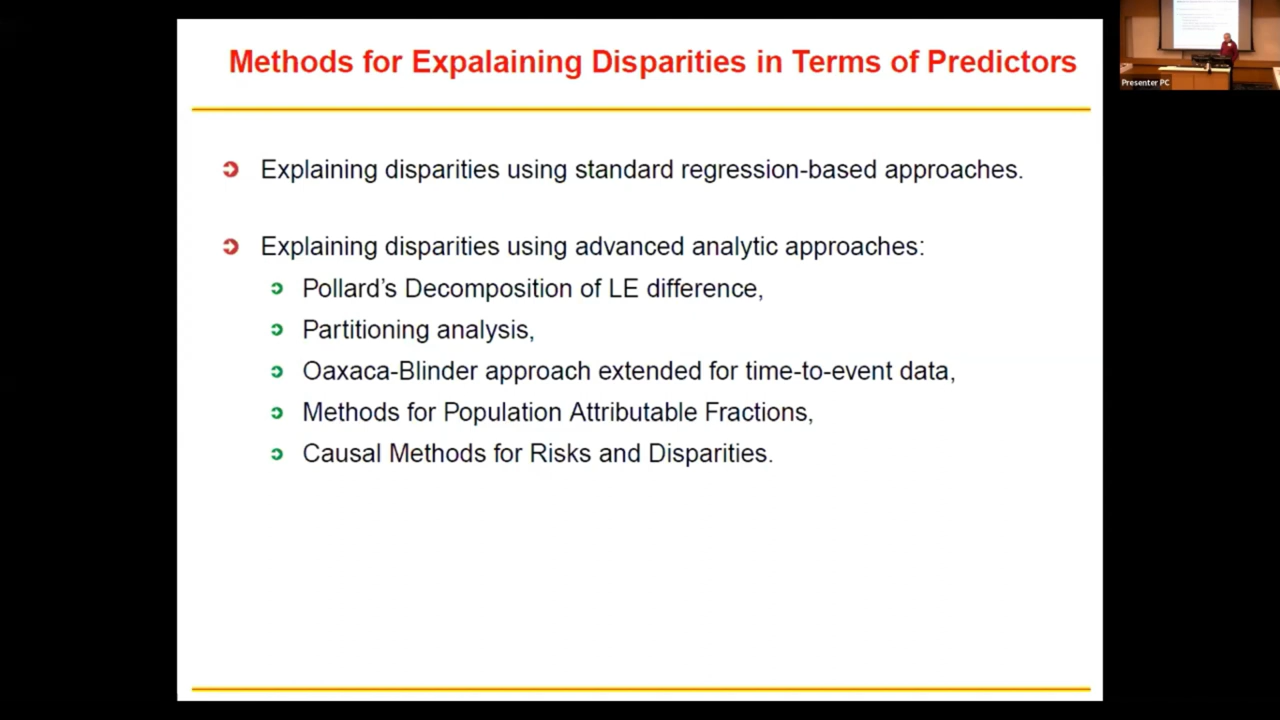 Methods for Expalaining Disparities in Terms of Predictors
Explaining disparities using standard regression-based approaches.
Explaining disparities using advanced analytic approaches:
Pollard's Decomposition of LE difference,
Partitioning analysis,
Oaxaca-Blinder approach extended for time-to-event data,
Methods for Population Attributable Fractions,
Causal Methods for Risks and Disparities.
Presenter PC